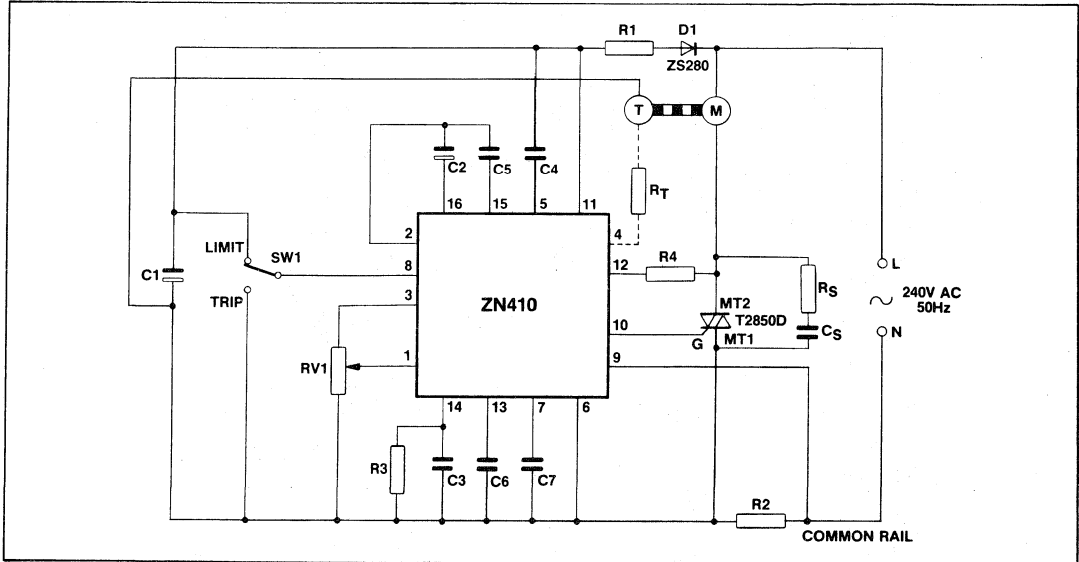 R1 D1
ZS280
T M
C2 C5 C4
RT
16 15 5 11
2 4
LIMIT SW1 8 12 R4
C1
TRIP 3
ZN410
MT2
T2850D
RS
L
240V AC
50Hz
10
G MT1
CS
N
RV1 1 9
14 13 7 6
R3 C3 C6 C7
R2
COMMON RAIL